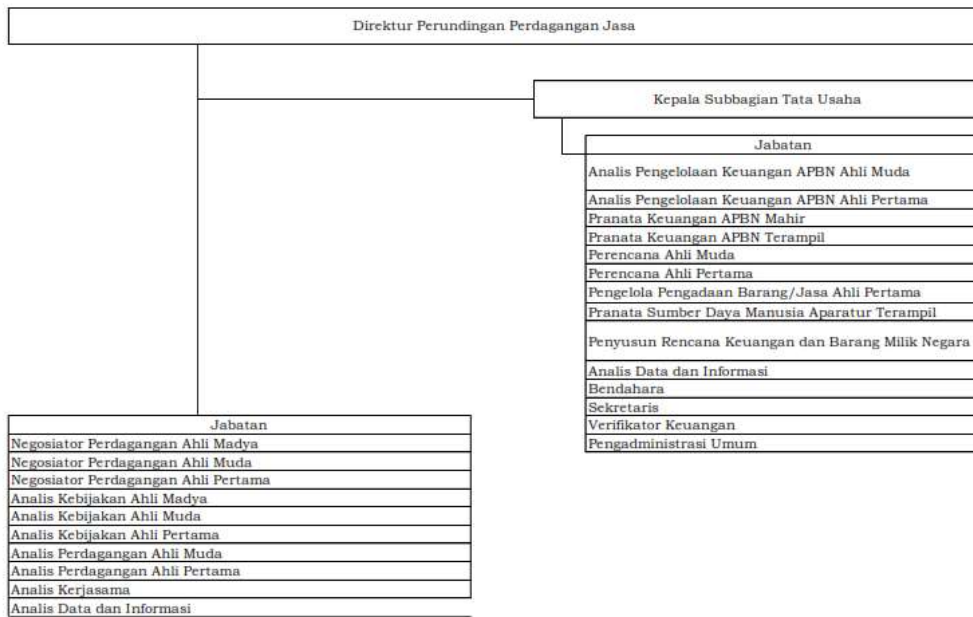 Direktur Perundingan Perdagangan Jasa
Kepala Subbagian Tata Usaha
Jabatan
Analis Pengelolaan Keuangan APBN Ahli Muda
Analis Pengelolaan Keuangan APBN Ahli Pertama
Pranata Keuangan APBN Mahir
Pranata Keuangan APBN Terampil
Perencana Ahli Muda
Perencana Ahli Pertama
Pengelola Pengadaan Barang/Jasa Ahli Pertama
Pranata Sumber Daya Manusia Aparatur Terampil
Penyusun Rencana Keuangan dan Barang Milik Negara
Analis Data dan Informasi
Bendahara
Sekretaris
Verifikator Keuangan
Pengadministrasi Umum
Jabatan
Negosiator Perdagangan Ahli Madya
Negosiator Perdagangan Ahli Muda
Negosiator Perdagangan Ahli Pertama
Analis Kebijakan Ahli Madya
Analis Kebijakan Ahli Muda
Analis Kebijakan Ahli Pertama
Analis Perdagangan Ahli Muda
Analis Perdagangan Ahli Pertama
Analis Kerjasama
Analis Data dan Informasi